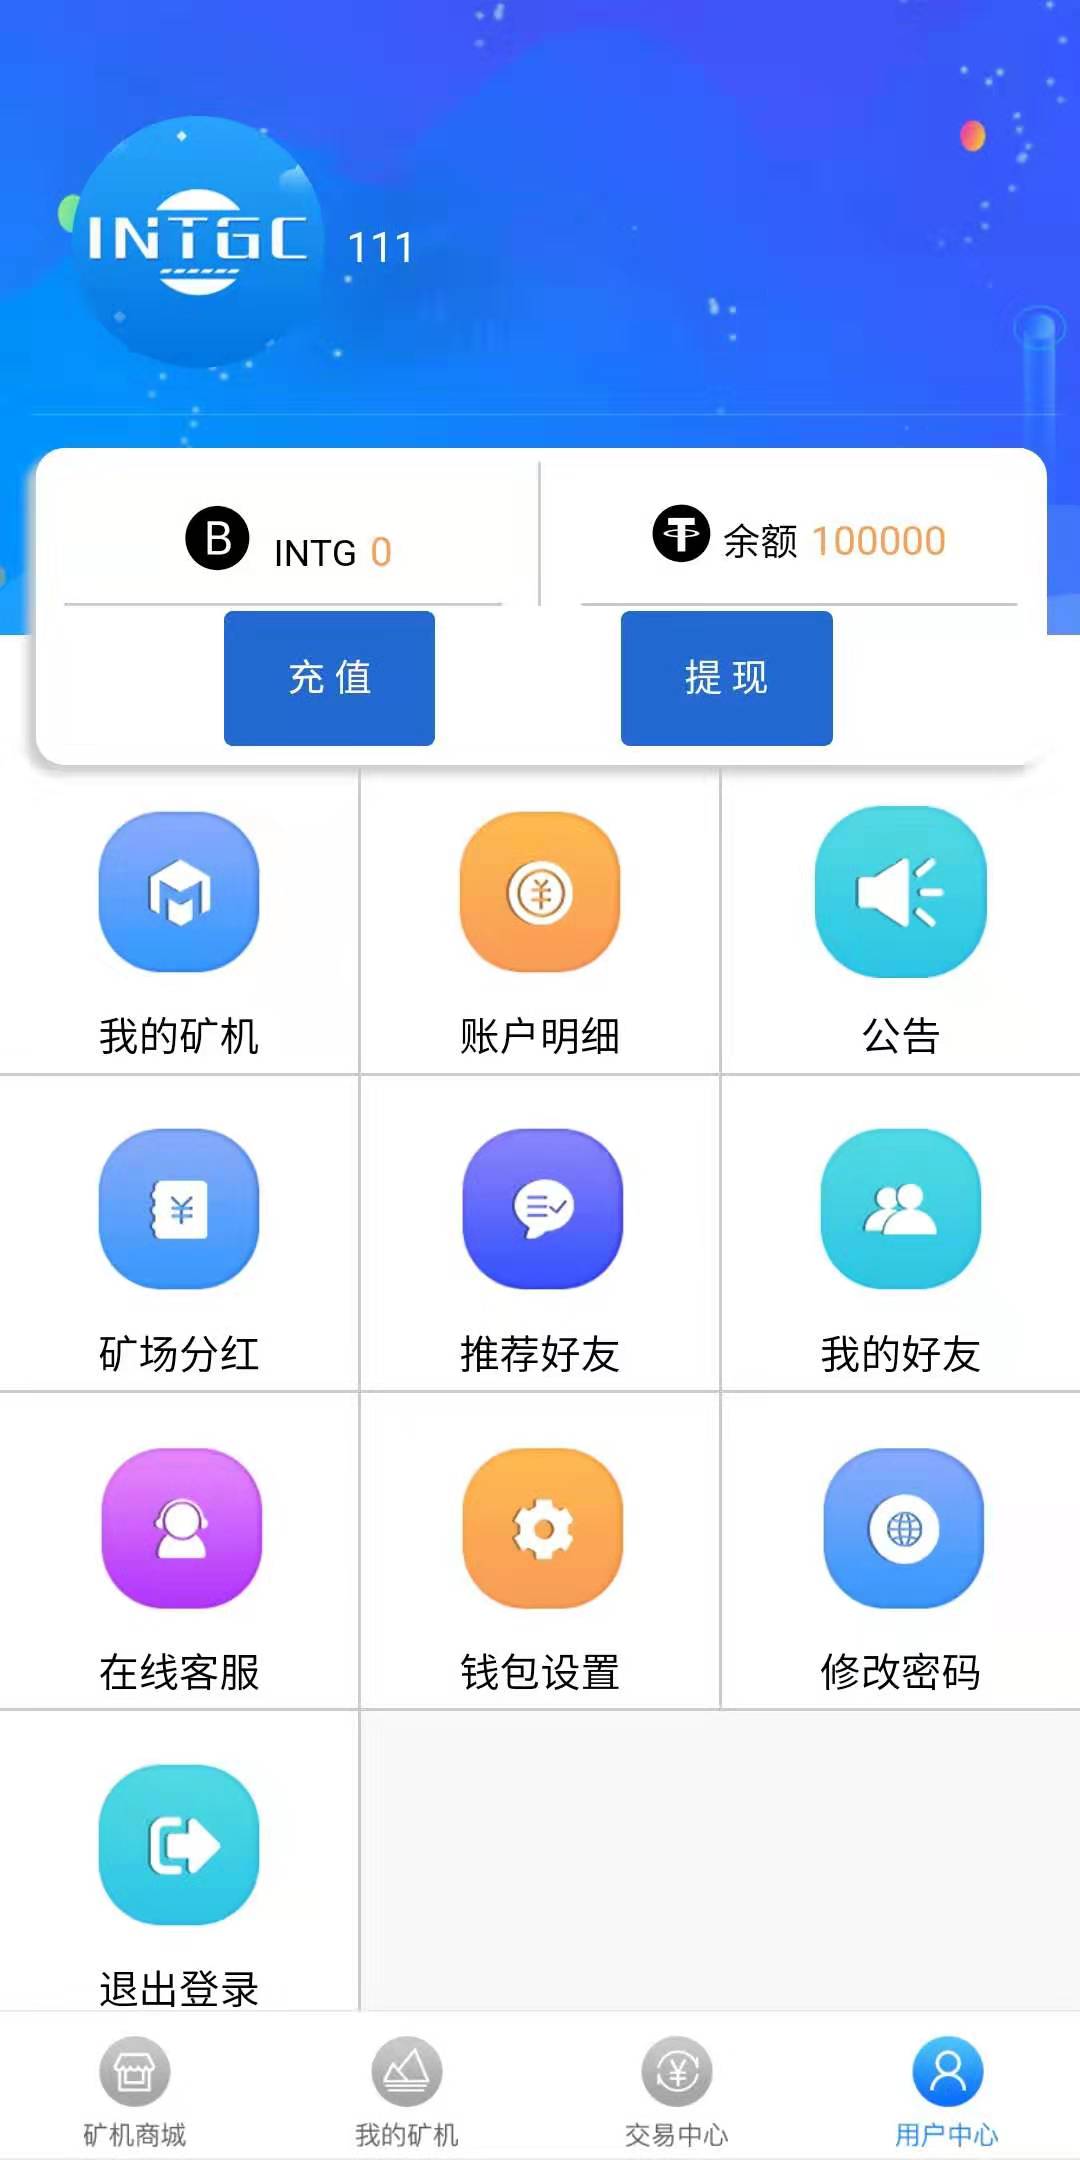 INTGC
111
B INTG 0
余额 100000
充值
提现
我的矿机
账户明细
公告
矿场分红
推荐好友
我的好友
在线客服
钱包设置
修改密码
退出登录
矿机商城
我的矿机
交易中心
用户中心